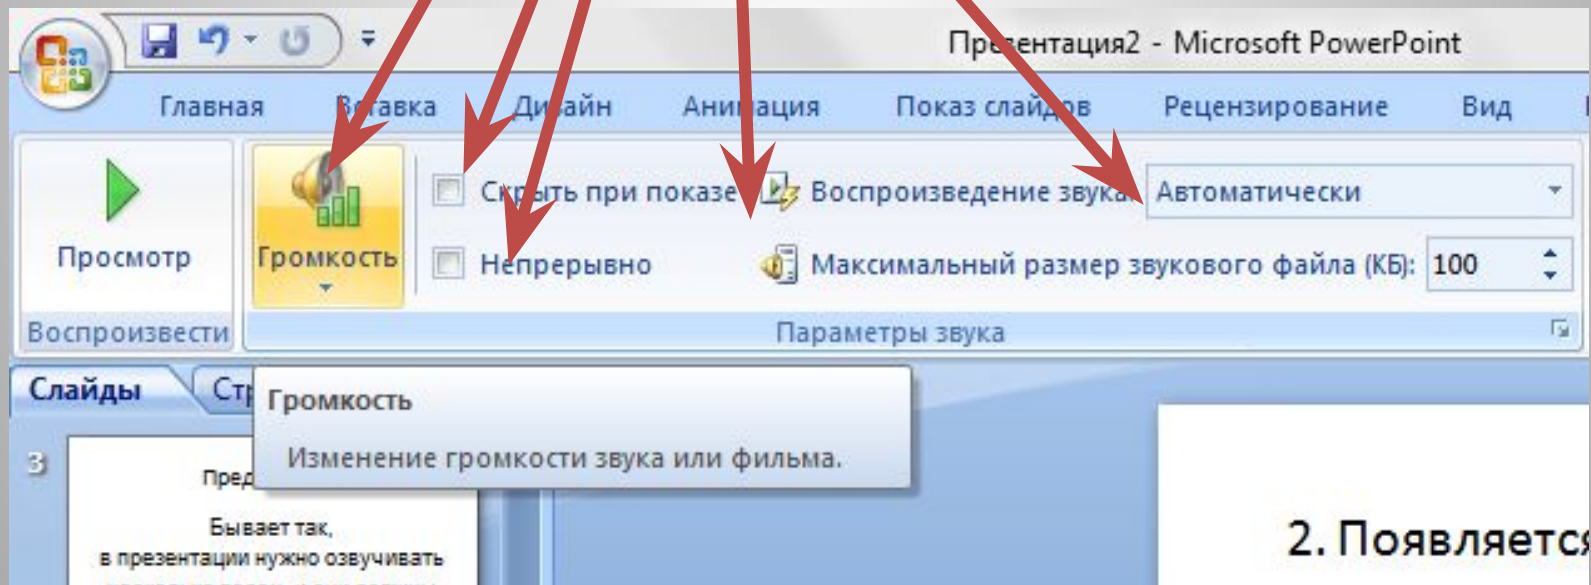 Презентация2 - Microsoft PowerPoint
Главная Вставка Дизайн Анимация Показ слайдов Рецензирование Вид
Скрыть при показе Воспроизведение звука: Автоматически
Просмотр Громкость Непрерывно Максимальный размер звукового файла (КБ): 100
Воспроизвести Параметры звука
Слайды
Громкость
Изменение громкости звука или фильма.
3
Бывает так,
в презентации нужно озвучивать
2. Появляется